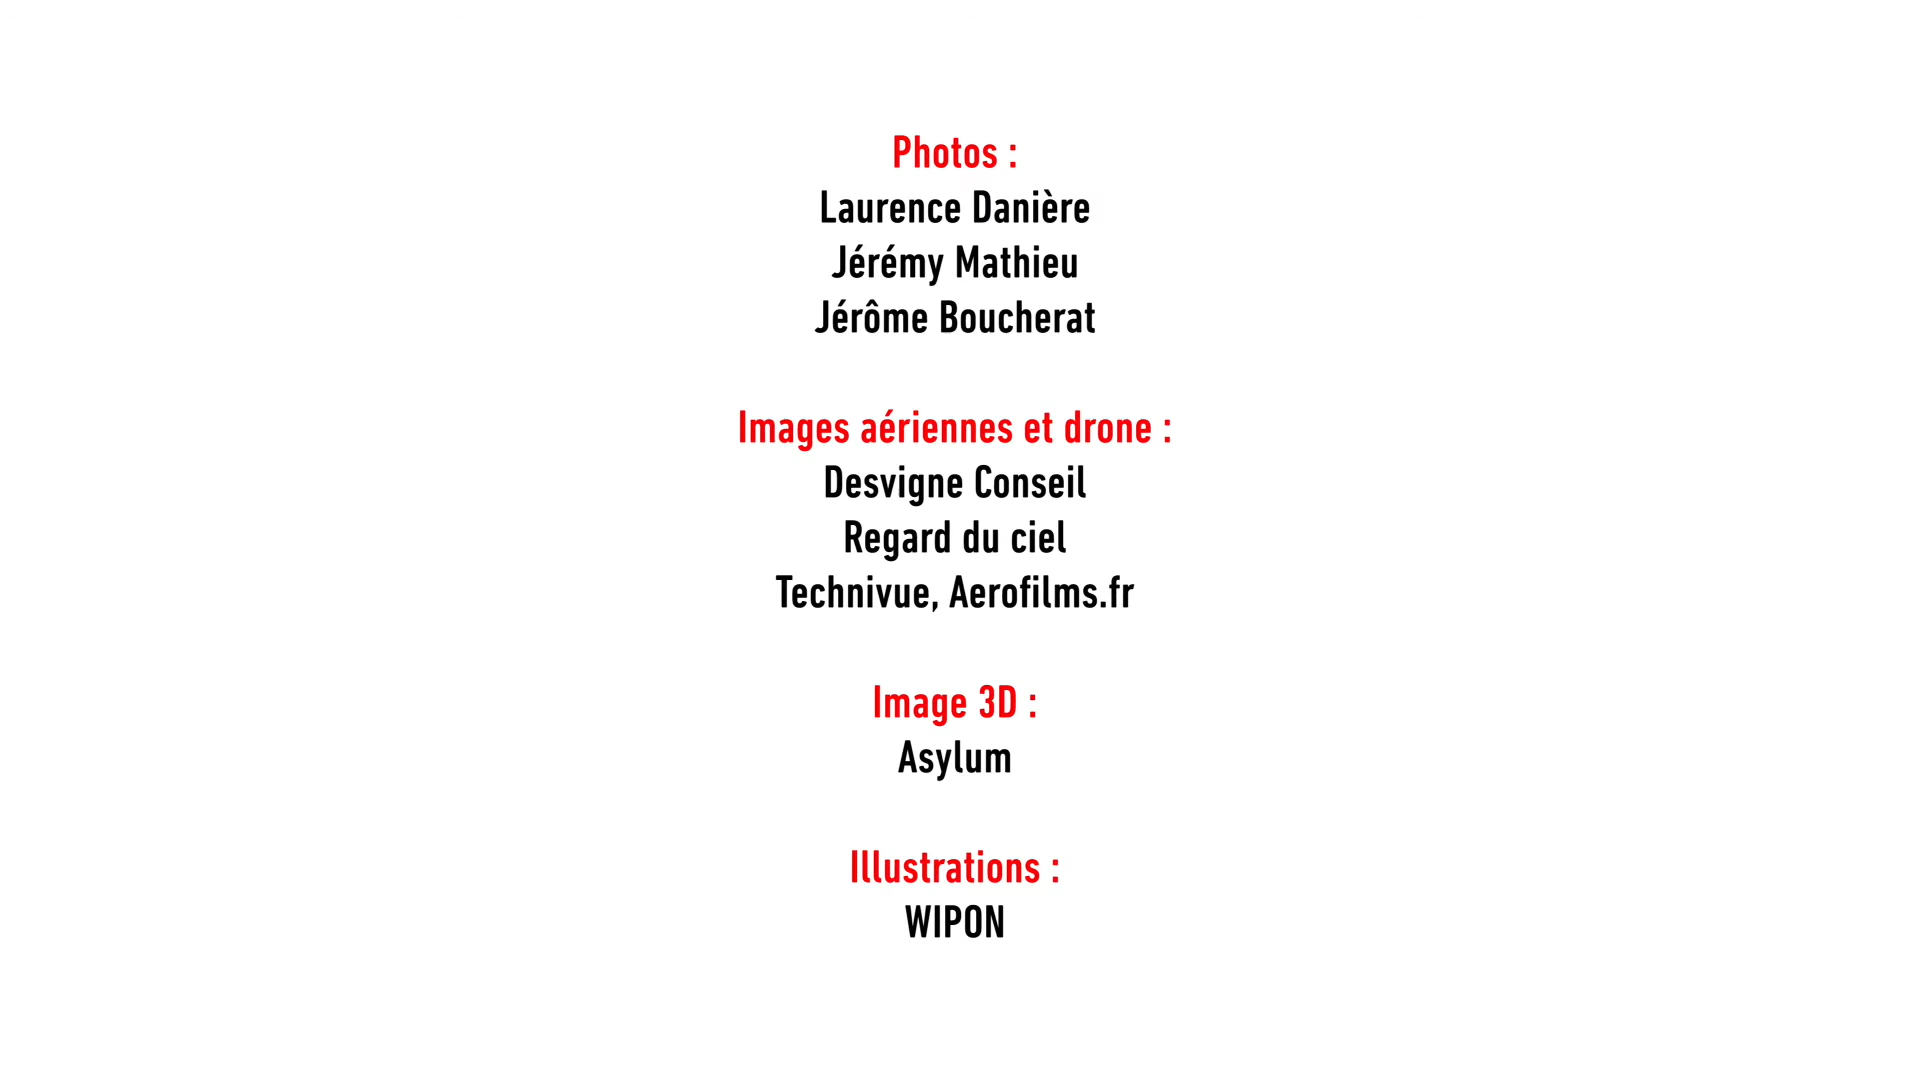 Photos :
Laurence Danière
Jérémy Mathieu
Jérôme Boucherat
Images aériennes et drone :
Desvigne Conseil
Regard du ciel
Technivue, Aerofilms.fr
Image 3D :
Asylum
Illustrations :
WIPON